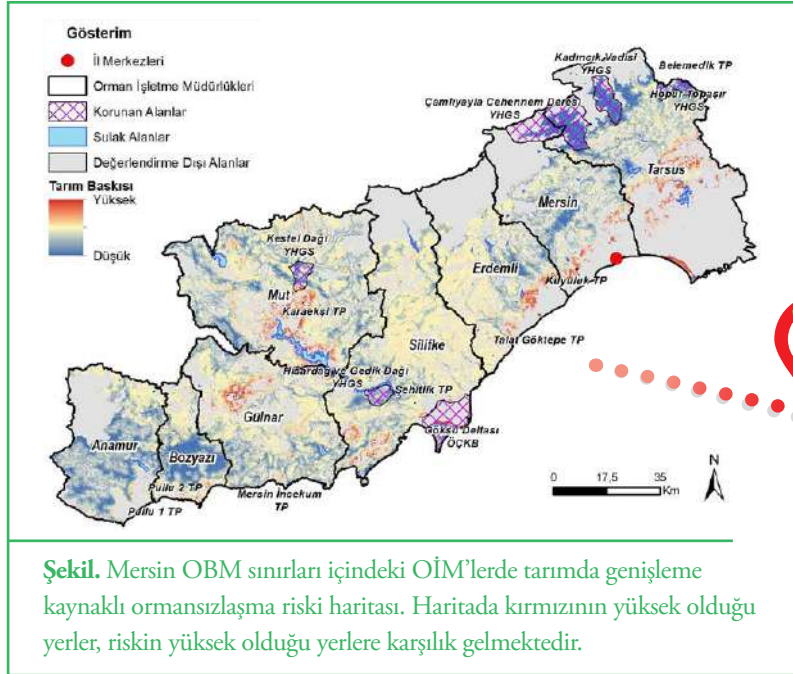 Gösterim
İl Merkezleri
Orman İşletme Müdürlükleri
Korunan Alanlar
Sulak Alanlar
Değerlendirme Dışı Alanlar
Tarım Baskısı
Yüksek
Düşük
Kadıncık Vadisi
YHGS
Belemedik TP
Hopur Topaşır
YHGS
Çamlıyayla Cehennem Deresi
YHGS
Tarsus
Mersin
Kestel Dağı
YHGS
Mut
Karaekşi TP
Erdemli
Kuyuluk TP
Silifke
Talat Göktepe TP
Hisardağ ve Gedik Dağı
YHGS
Şehitlik TP
Gülnar
Göksu Deltası
ÖÇKB
Anamur
Bozyazı
Pullu 2 TP
Pullu 1 TP
Mersin İncekum
TP
0 17,5 35
Km
N
Şekil. Mersin OBM sınırları içindeki OİM'lerde tarımda genişleme
kaynaklı ormansızlaşma riski haritası. Haritada kırmızının yüksek olduğu
yerler, riskin yüksek olduğu yerlere karşılık gelmektedir.